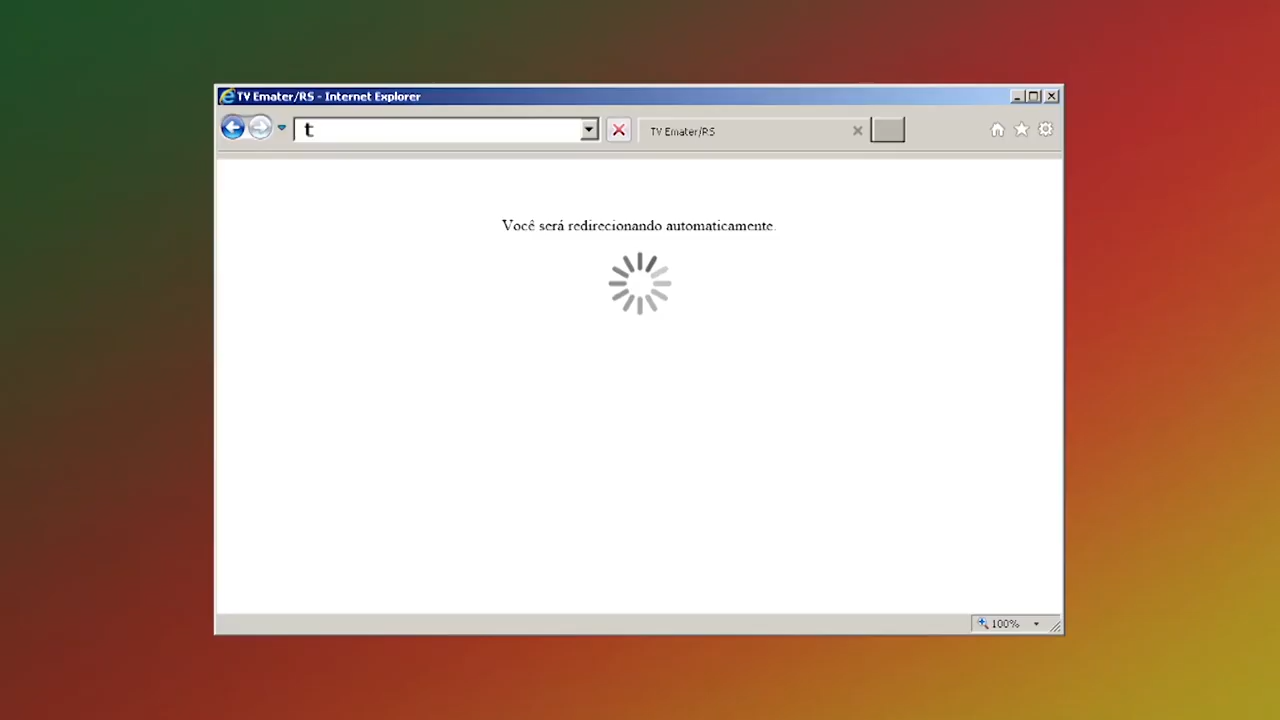 TV Emater/RS - Internet Explorer
t
TV Emater/RS
Você será redirecionando automaticamente.
100%